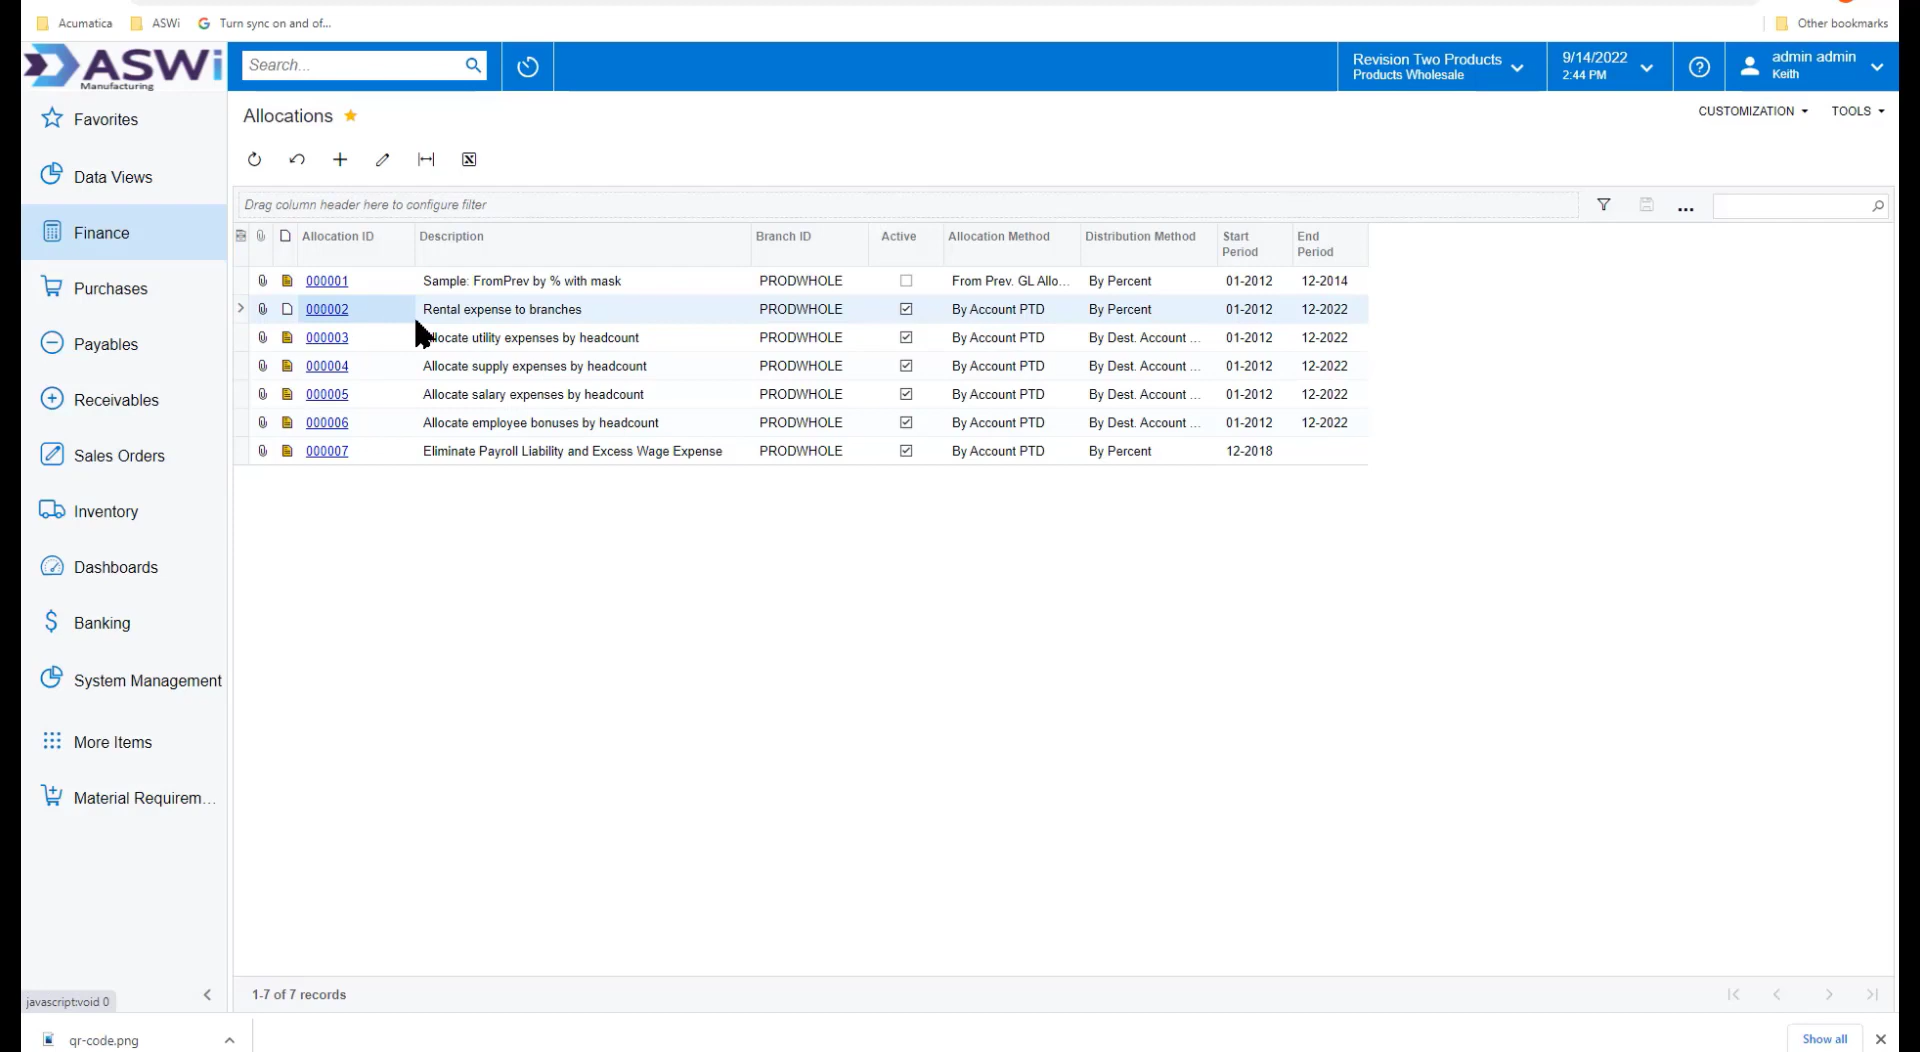 Acumatica ASWi Turn sync on and of... Other bookmarks
ASWi
Manufacturing
Search...
Revision Two Products
Products Wholesale
9/14/2022
2:44 PM
admin admin
Keith
Favorites
Data Views
Finance
Purchases
Payables
Receivables
Sales Orders
Inventory
Dashboards
Banking
System Management
More Items
Material Requirem...
Allocations
CUSTOMIZATION TOOLS
Drag column header here to configure filter
Allocation ID Description Branch ID Active Allocation Method Distribution Method Start Period End Period
000001 Sample: FromPrev by % with mask PRODWHOLE From Prev. GL Allo... By Percent 01-2012 12-2014
000002 Rental expense to branches PRODWHOLE By Account PTD By Percent 01-2012 12-2022
000003 locate utility expenses by headcount PRODWHOLE By Account PTD By Dest. Account ... 01-2012 12-2022
000004 Allocate supply expenses by headcount PRODWHOLE By Account PTD By Dest. Account ... 01-2012 12-2022
000005 Allocate salary expenses by headcount PRODWHOLE By Account PTD By Dest. Account ... 01-2012 12-2022
000006 Allocate employee bonuses by headcount PRODWHOLE By Account PTD By Dest. Account ... 01-2012 12-2022
000007 Eliminate Payroll Liability and Excess Wage Expense PRODWHOLE By Account PTD By Percent 12-2018
1-7 of 7 records
javascript:void 0
qr-code.png
Show all